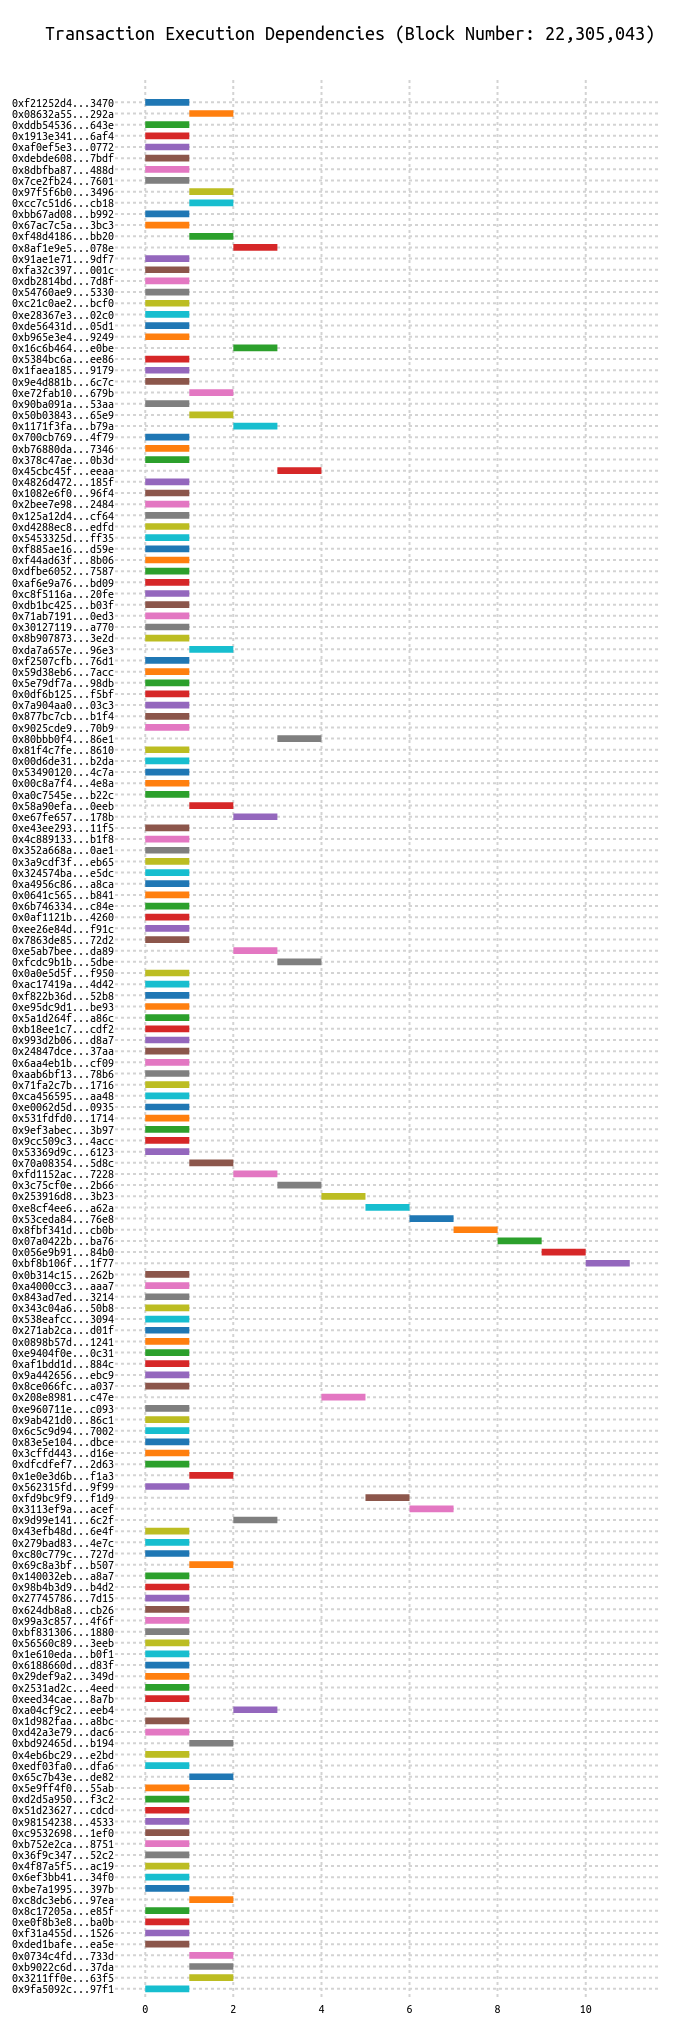 Transaction Execution Dependencies (Block Number: 22,305,043)
0xf21252d4...3470
0x08632a55...292a
0xddb54536...643e
0x1913e341...6af4
0xaf0ef5e3...0772
0xdebde608...7bdf
0x8dbfba87...488d
0x7ce2fb24...7601
0x97f5f6b0...3496
0xcc7c51d6...cb18
0xbb67ad08...b992
0x67ac7c5a...3bc3
0xf48d4186...bb20
0x8af1e9e5...078e
0x91ae1e71...9df7
0xfa32c397...001c
0xdb2814bd...7d8f
0x54760ae9...5330
0xc21c0ae2...bcf0
0xe28367e3...02c0
0xde56431d...05d1
0xb965e3e4...9249
0x16c6b464...e0be
0x5384bc6a...ee86
0x1faea185...9179
0x9e4d881b...6c7c
0xe72fab10...679b
0x90ba091a...53aa
0x50b03843...65e9
0x1171f3fa...b79a
0x700cb769...4f79
0xb76880da...7346
0x378c47ae...0b3d
0x45cbc45f...eeaa
0x4826d472...185f
0x1082e6f0...96f4
0x2bee7e98...2484
0x125a12d4...cf64
0xd4288ec8...edfd
0x5453325d...ff35
0xf885ae16...d59e
0xf44ad63f...8b06
0xdfbe6052...7587
0xaf6e9a76...bd09
0xc8f5116a...20fe
0xdb1bc425...b03f
0x71ab7191...0ed3
0x30127119...a770
0x8b907873...3e2d
0xda7a657e...96e3
0xf2507cfb...76d1
0x59d38eb6...7acc
0x5e79df7a...98db
0x0df6b125...f5bf
0x7a904aa0...03c3
0x877bc7cb...b1f4
0x9025cde9...70b9
0x80bbb0f4...86e1
0x81f4c7fe...8610
0x00d6de31...b2da
0x53490120...4c7a
0x00c8a7f4...4e8a
0xa0c7545e...b22c
0x58a90efa...0eeb
0xe67fe657...178b
0xe43ee293...11f5
0x4c889133...b1f8
0x352a668a...0ae1
0x3a9cdf3f...eb65
0x324574ba...e5dc
0xa4956c86...a8ca
0x0641c565...b841
0x6b746334...c84e
0x0af1121b...4260
0xee26e84d...f91c
0x7863de85...72d2
0xe5ab7bee...da89
0xfcdc9b1b...5dbe
0x0a0e5d5f...f950
0xac17419a...4d42
0xf822b36d...52b8
0xe95dc9d1...be93
0x5a1d264f...a86c
0xb18ee1c7...cdf2
0x993d2b06...d8a7
0x24847dce...37aa
0x6aa4eb1b...cf09
0xaab6bf13...78b6
0x71fa2c7b...1716
0xca456595...aa48
0xe0062d5d...0935
0x531fdfd0...1714
0x9ef3abec...3b97
0x9cc509c3...4acc
0x53369d9c...6123
0x70a08354...5d8c
0xfd1152ac...7228
0x3c75cf0e...2b66
0x253916d8...3b23
0xe8cf4ee6...a62a
0x53ceda84...76e8
0x8fbf341d...cb0b
0x07a0422b...ba76
0x056e9b91...84b0
0xbf8b106f...1f77
0x0b314c15...262b
0xa4000cc3...aaa7
0x843ad7ed...3214
0x343c04a6...50b8
0x538eafcc...3094
0x271ab2ca...d01f
0x0898b57d...1241
0xe9404f0e...0c31
0xaf1bdd1d...884c
0x9a442656...ebc9
0x8ce066fc...a037
0x208e8981...c47e
0xe960711e...c093
0x9ab421d0...86c1
0x6c5c9d94...7002
0x83e5e104...dbce
0x3cffd443...d16e
0xdfcdfef7...2d63
0x1e0e3d6b...f1a3
0x562315fd...9f99
0xfd9bc9f9...f1d9
0x3113ef9a...acef
0x9d99e141...6c2f
0x43efb48d...6e4f
0x279bad83...4e7c
0xc80c779c...727d
0x69c8a3bf...b507
0x140032eb...a8a7
0x98b4b3d9...b4d2
0x27745786...7d15
0x624db8a8...cb26
0x99a3c857...4f6f
0xbf831306...1880
0x56560c89...3eeb
0x1e610eda...b0f1
0x6188660d...d83f
0x29def9a2...349d
0x2531ad2c...4eed
0xeed34cae...8a7b
0xa04cf9c2...eeb4
0x1d982faa...a8bc
0xd42a3e79...dac6
0xbd92465d...b194
0x4eb6bc29...e2bd
0xedf03fa0...dfa6
0x65c7b43e...de82
0x5e9ff4f0...55ab
0xd2d5a950...f3c2
0x51d23627...cdcd
0x98154238...4533
0xc9532698...1ef0
0xb752e2ca...8751
0x36f9c347...52c2
0x4f87a5f5...ac19
0x6ef3bb41...34f0
0xbe7a1995...397b
0xc8dc3eb6...97ea
0x8c17205a...e85f
0xe0f8b3e8...ba0b
0xf31a455d...1526
0xded1bafe...ea5e
0x0734c4fd...733d
0xb9022c6d...37da
0x3211ff0e...63f5
0x9fa5092c...97f1
0 2 4 6 8 10